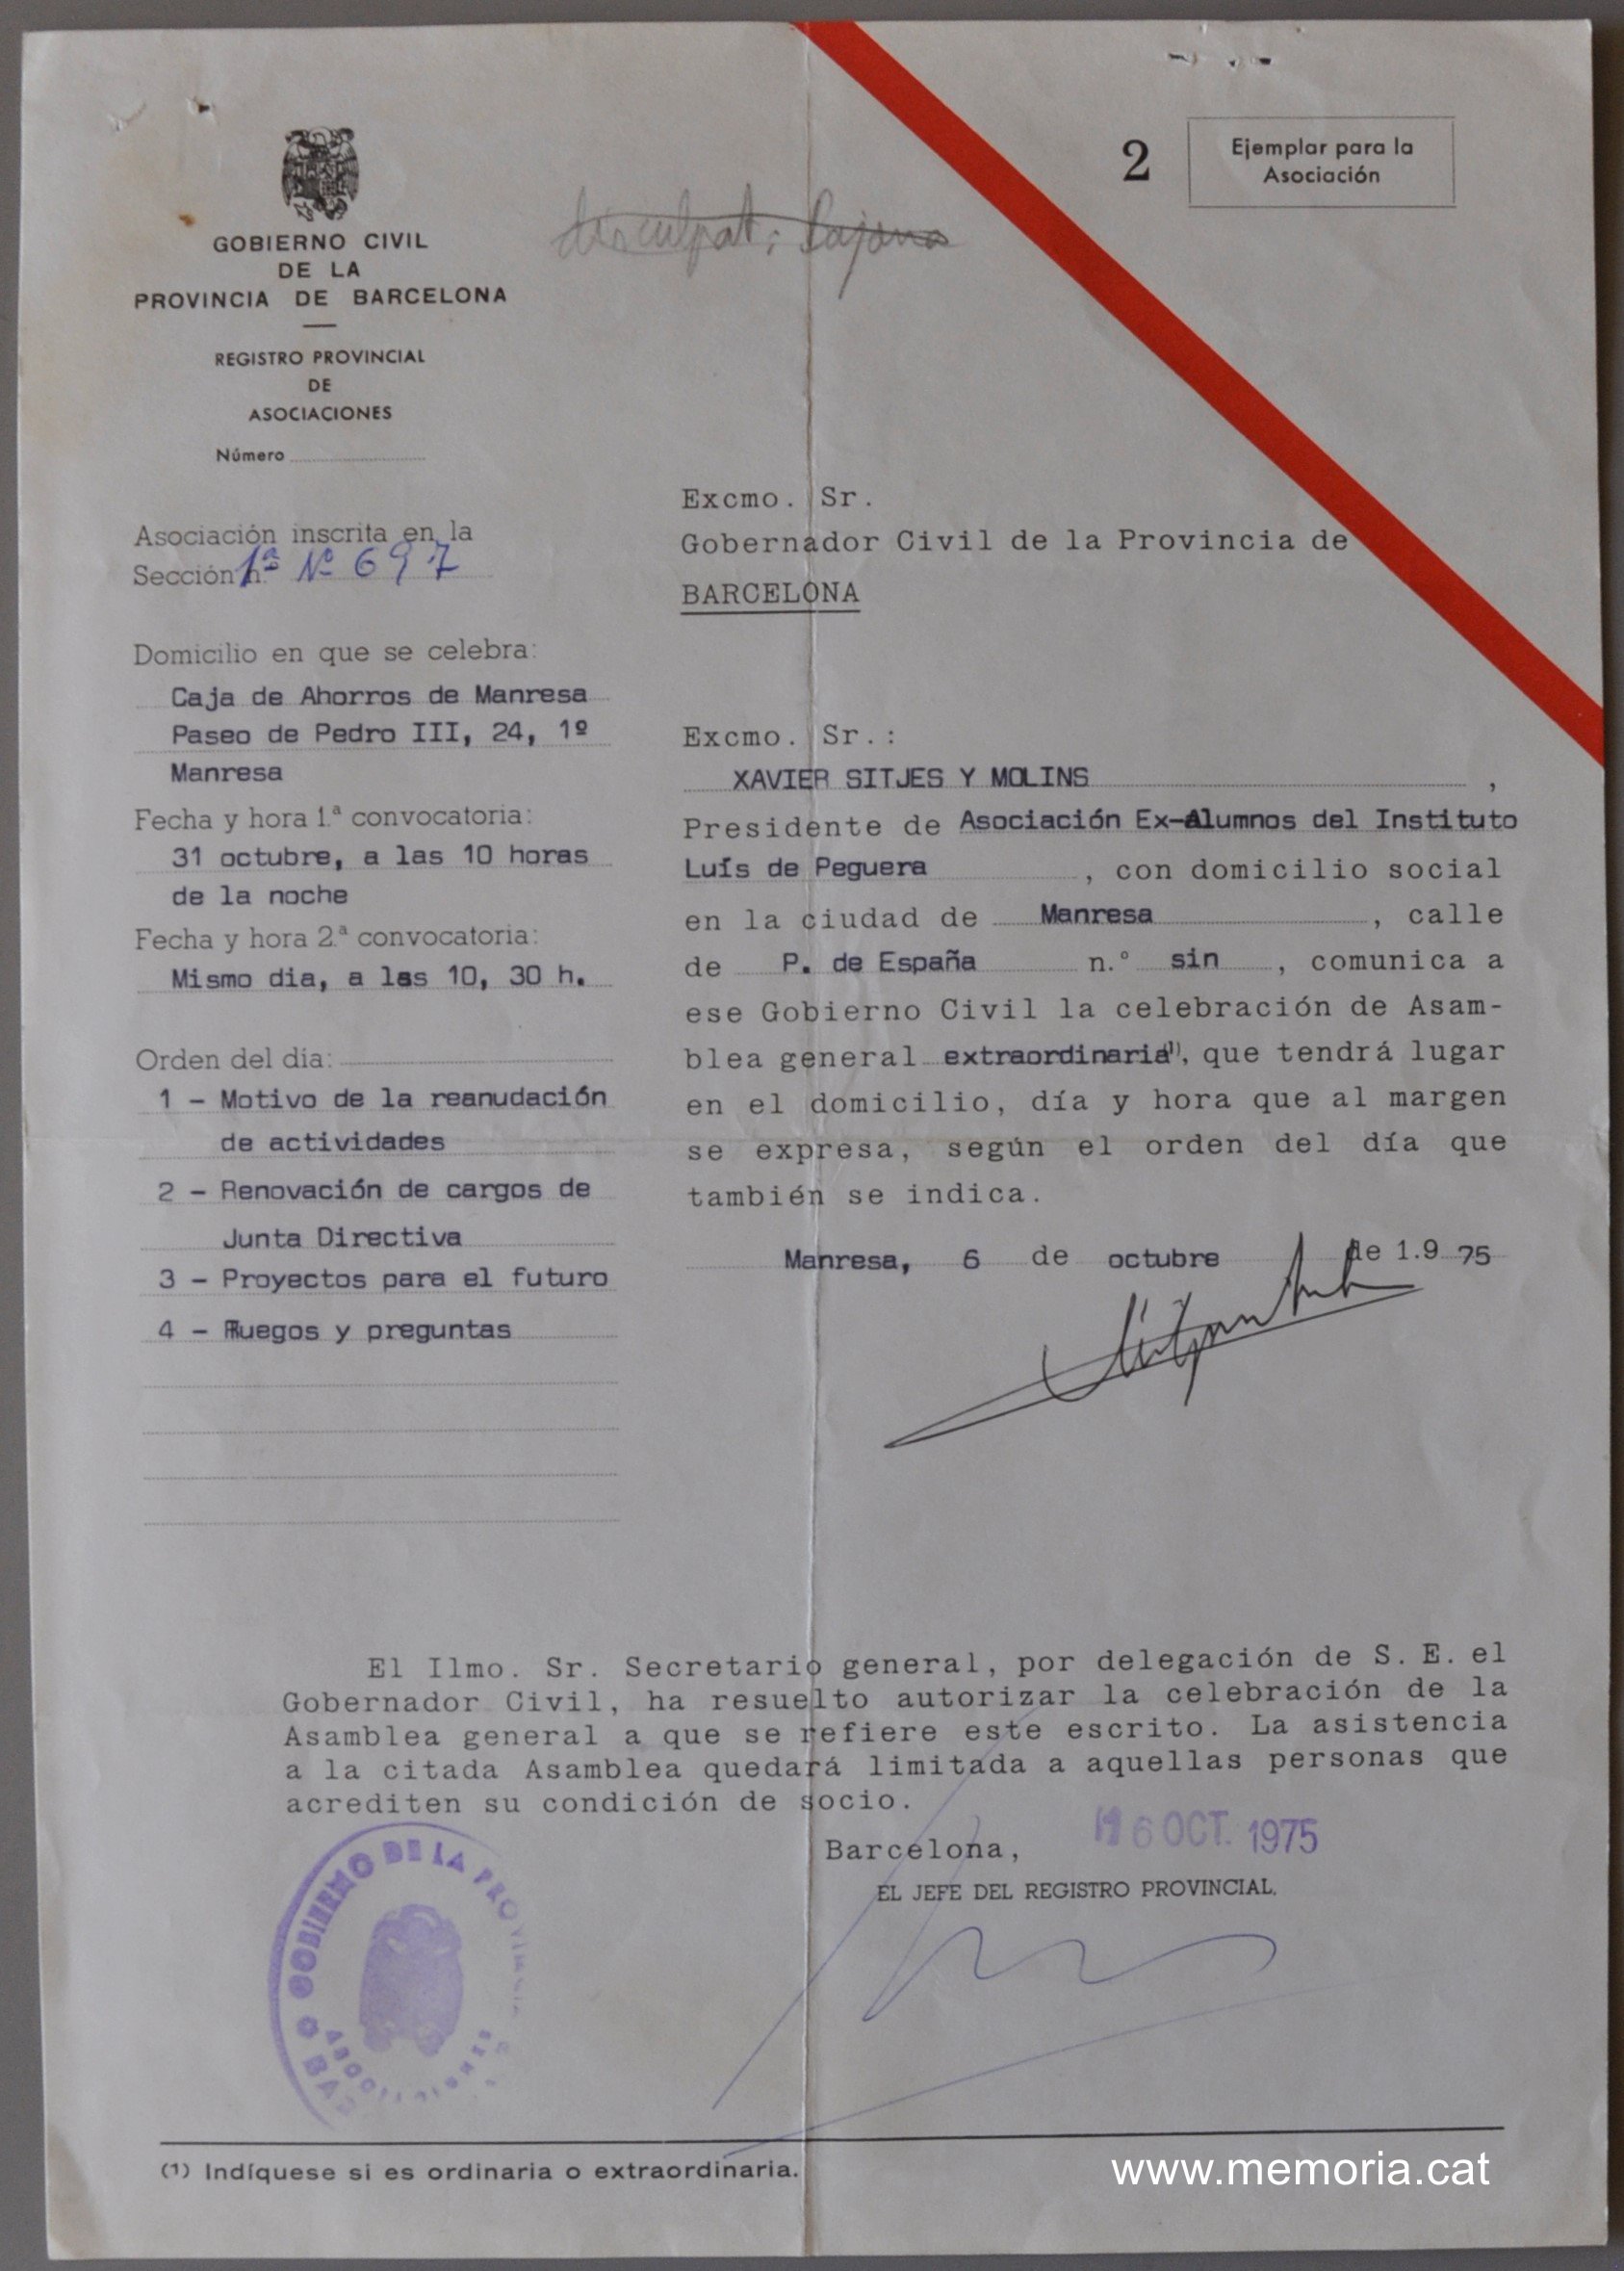 2
Ejemplar para la
Asociación
GOBIERNO CIVIL
DE LA
PROVINCIA DE BARCELONA
disculpat:
REGISTRO PROVINCIAL
DE
ASOCIACIONES
Número
Asociación inscrita en la
Sección n.º 1ª Nº 697
Domicilio en que se celebra:
Caja de Ahorros de Manresa
Paseo de Pedro III, 24, 1º
Manresa
Fecha y hora 1.ª convocatoria:
31 octubre, a las 10 horas
de la noche
Fecha y hora 2.ª convocatoria:
Mismo dia, a las 10, 30 h.
Orden del día:
1 - Motivo de la reanudación
de actividades
2 - Renovación de cargos de
Junta Directiva
3 - Proyectos para el futuro
4 - Ruegos y preguntas
Excmo. Sr.
Gobernador Civil de la Provincia de
BARCELONA
Excmo. Sr.:
XAVIER SITJES Y MOLINS ,
Presidente de Asociación Ex-Alumnos del Instituto
Luís de Peguera , con domicilio social
en la ciudad de Manresa , calle
de P. de España n.º sin , comunica a
ese Gobierno Civil la celebración de Asam-
blea general extraordinaria(1), que tendrá lugar
en el domicilio, día y hora que al margen
se expresa, según el orden del día que
también se indica.
Manresa, 6 de octubre de 1.9 75
El Ilmo. Sr. Secretario general, por delegación de S. E. el
Gobernador Civil, ha resuelto autorizar la celebración de la
Asamblea general a que se refiere este escrito. La asistencia
a la citada Asamblea quedará limitada a aquellas personas que
acrediten su condición de socio.
Barcelona, 16 OCT. 1975
EL JEFE DEL REGISTRO PROVINCIAL,
GOBIERNO DE LA PROVINCIA
(1) Indíquese si es ordinaria o extraordinaria.
www.memoria.cat